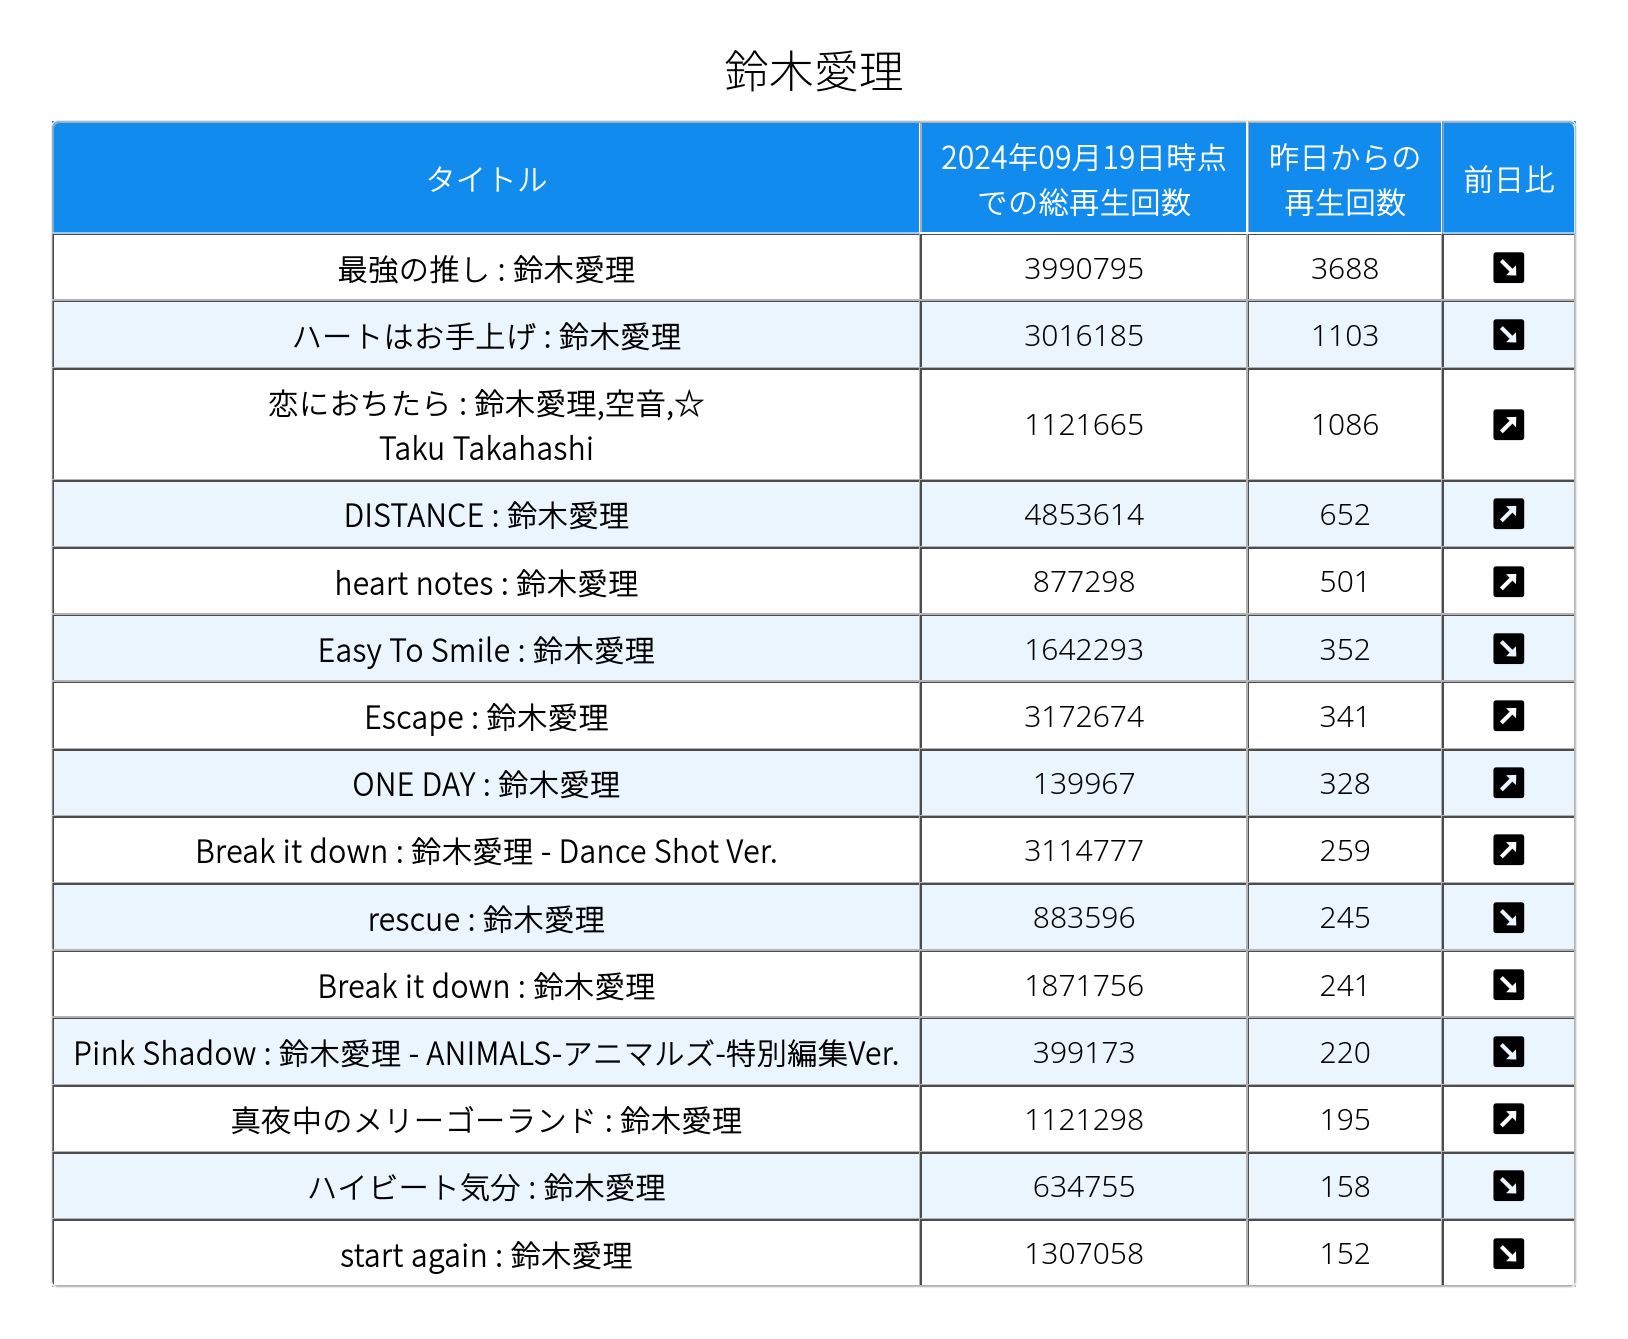 鈴木愛理
タイトル
2024年09月19日時点
での総再生回数
昨日からの
再生回数
前日比
最強の推し : 鈴木愛理 3990795 3688 ↘
ハートはお手上げ : 鈴木愛理 3016185 1103 ↘
恋におちたら : 鈴木愛理,空音,☆
Taku Takahashi 1121665 1086 ↗
DISTANCE : 鈴木愛理 4853614 652 ↗
heart notes : 鈴木愛理 877298 501 ↗
Easy To Smile : 鈴木愛理 1642293 352 ↘
Escape : 鈴木愛理 3172674 341 ↗
ONE DAY : 鈴木愛理 139967 328 ↗
Break it down : 鈴木愛理 - Dance Shot Ver. 3114777 259 ↗
rescue : 鈴木愛理 883596 245 ↘
Break it down : 鈴木愛理 1871756 241 ↘
Pink Shadow : 鈴木愛理 - ANIMALS-アニマルズ-特別編集Ver. 399173 220 ↘
真夜中のメリーゴーランド : 鈴木愛理 1121298 195 ↗
ハイビート気分 : 鈴木愛理 634755 158 ↘
start again : 鈴木愛理 1307058 152 ↘